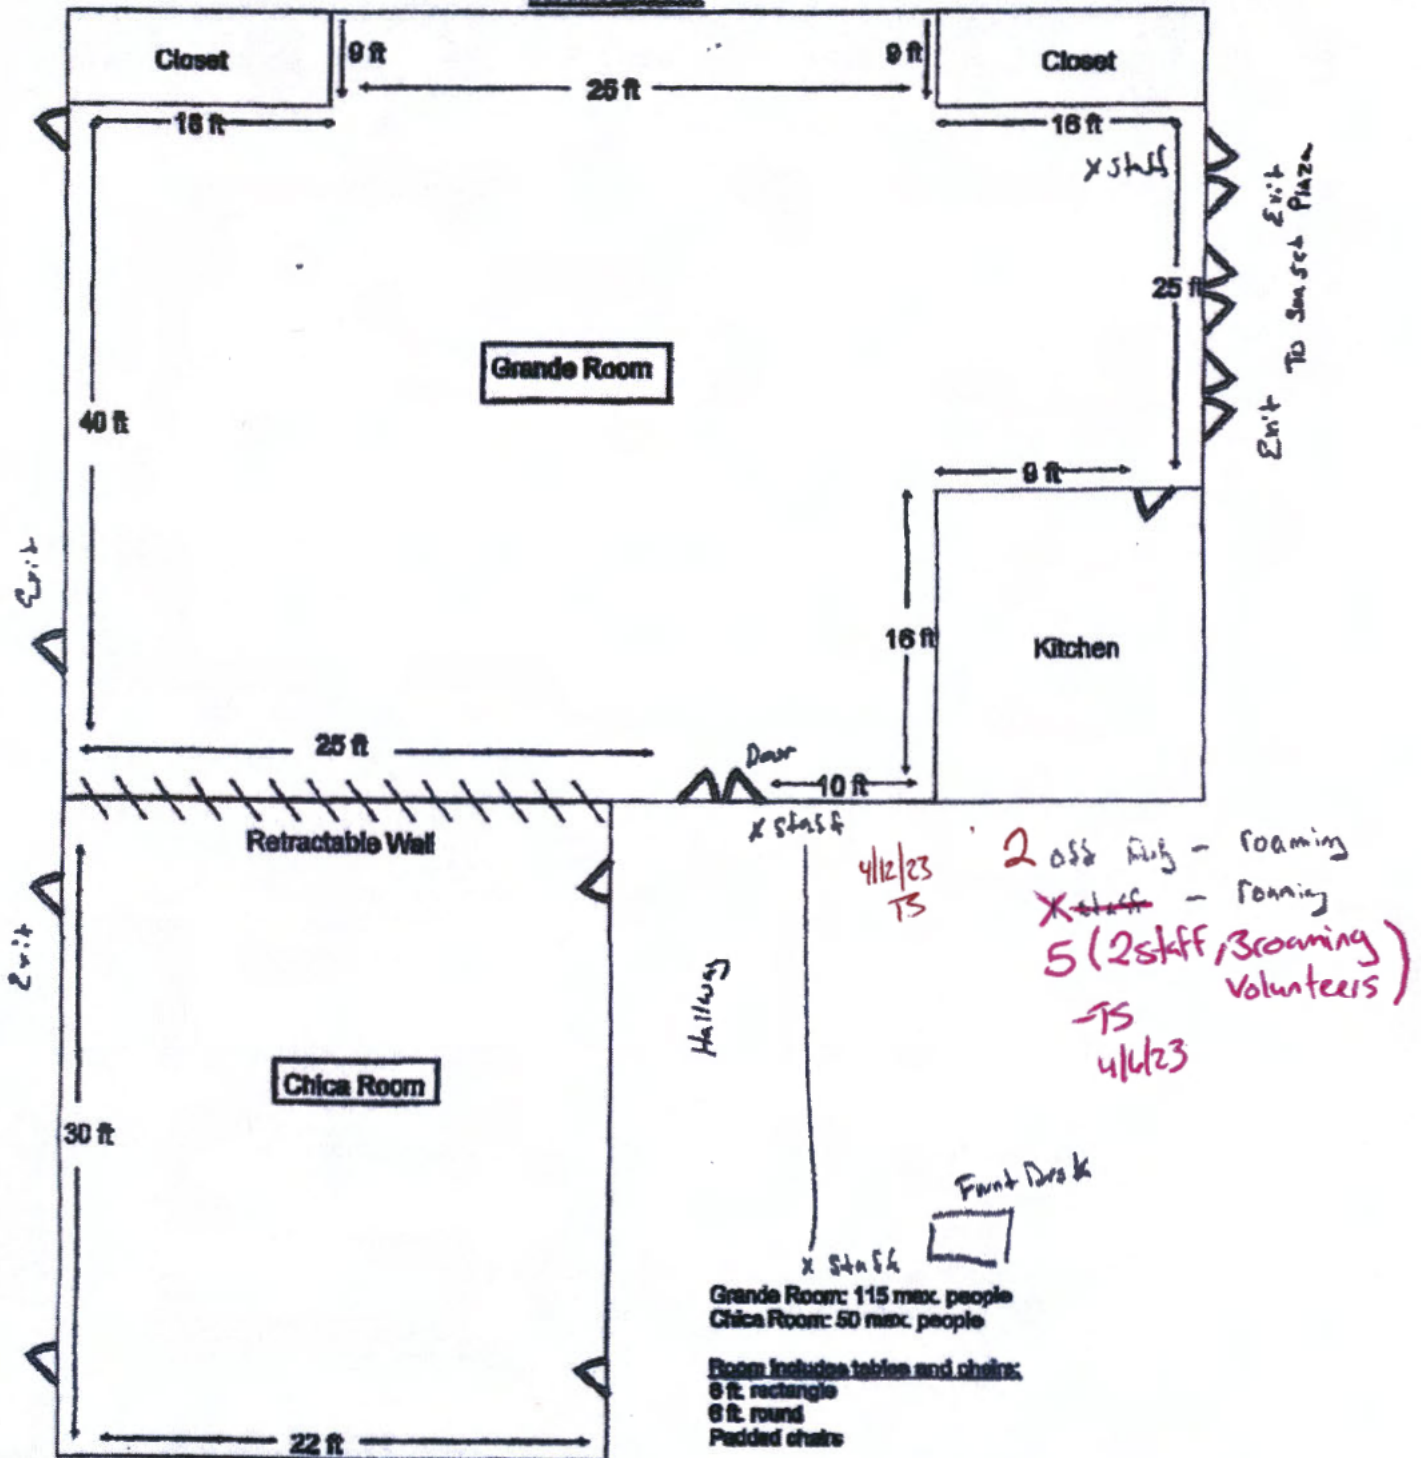 Closet
9 ft
9 ft
Closet
25 ft
16 ft
16 ft
x staff
Exit
To Sunset Plaza
25 ft
Grande Room
40 ft
Exit
9 ft
Exit
16 ft
Kitchen
25 ft
Door
10 ft
Retractable Wall
x staff
4/12/23
TS
2 off duty - roaming
x staff - roaming
5 (2 staff, 3 roaming
volunteers)
-TS
4/6/23
Exit
Hallway
Chica Room
30 ft
Front Desk
x staff
Grande Room: 115 max. people
Chica Room: 50 max. people
Room includes tables and chairs:
6 ft. rectangle
6 ft. round
Padded chairs
22 ft